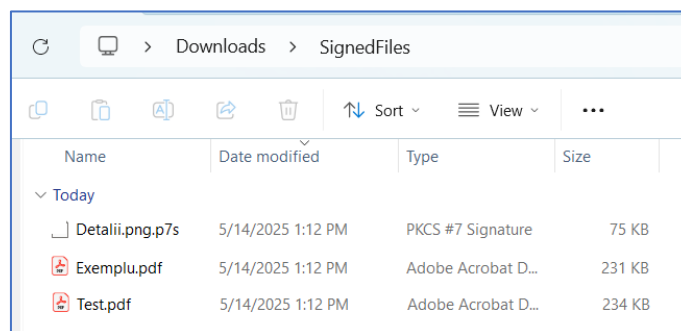 Downloads > SignedFiles
Sort View ...
Name Date modified Type Size
Today
Detalii.png.p7s 5/14/2025 1:12 PM PKCS #7 Signature 75 KB
Exemplu.pdf 5/14/2025 1:12 PM Adobe Acrobat D... 231 KB
Test.pdf 5/14/2025 1:12 PM Adobe Acrobat D... 234 KB